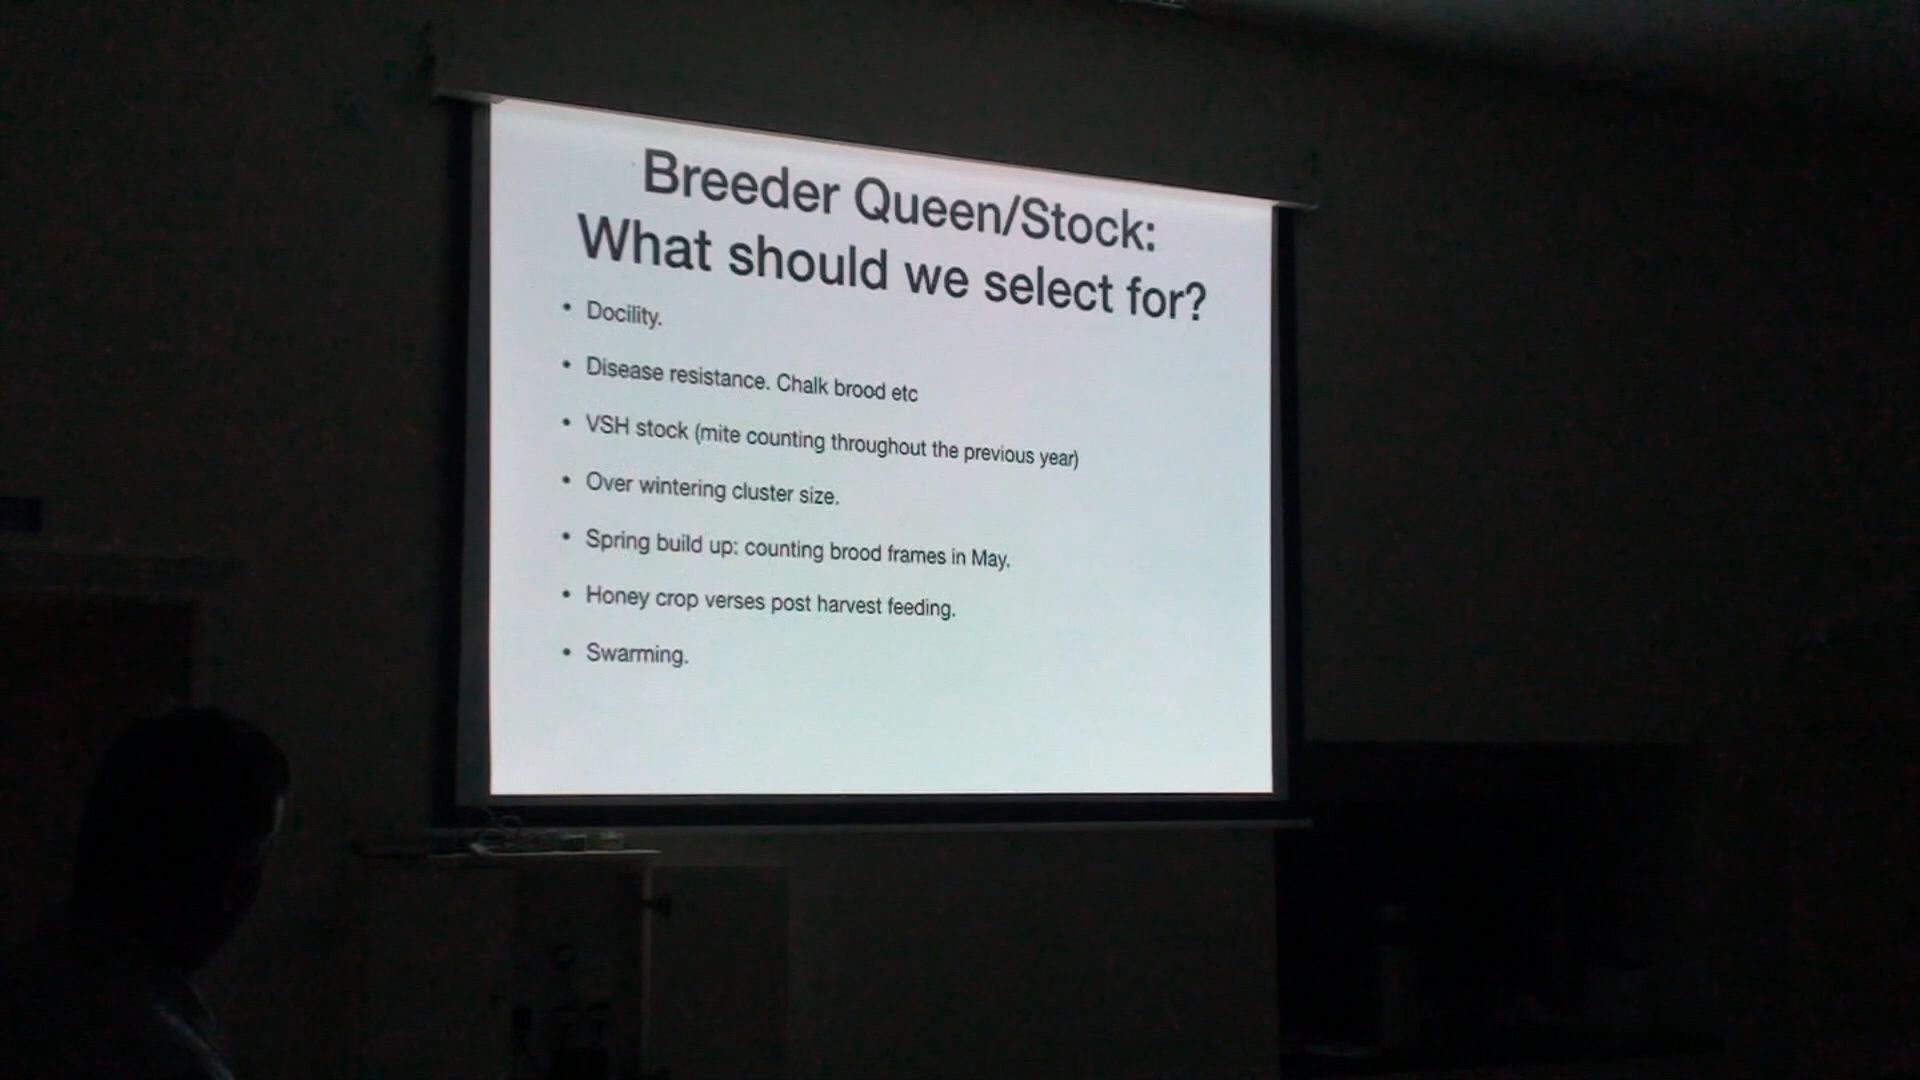 Breeder Queen/Stock:
What should we select for?
• Docility.
• Disease resistance. Chalk brood etc
• VSH stock (mite counting throughout the previous year)
• Over wintering cluster size.
• Spring build up: counting brood frames in May.
• Honey crop verses post harvest feeding.
• Swarming.